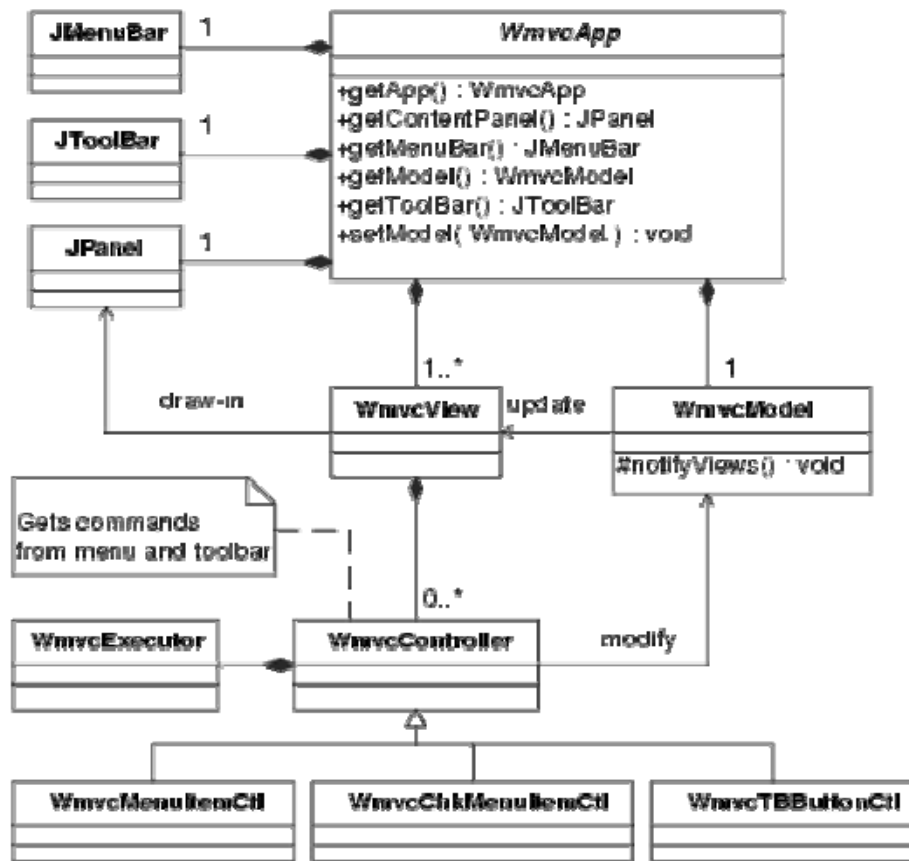 JMenuBar
1
WmvcApp
+getApp() : WmvcApp
+getContentPanel() : JPanel
+getMenuBar() : JMenuBar
+getModel() : WmvcModel
+getToolBar() : JToolBar
+setModel( WmvcModel ) : void
JToolBar
1
JPanel
1
1..*
1
draw-in
WmvcView
update
WmvcModel
#notifyViews() : void
Gets commands
from menu and toolbar
0..*
WmvcExecutor
WmvcController
modify
WmvcMenuItemCtl
WmvcChkMenuItemCtl
WmvcTBButtonCtl